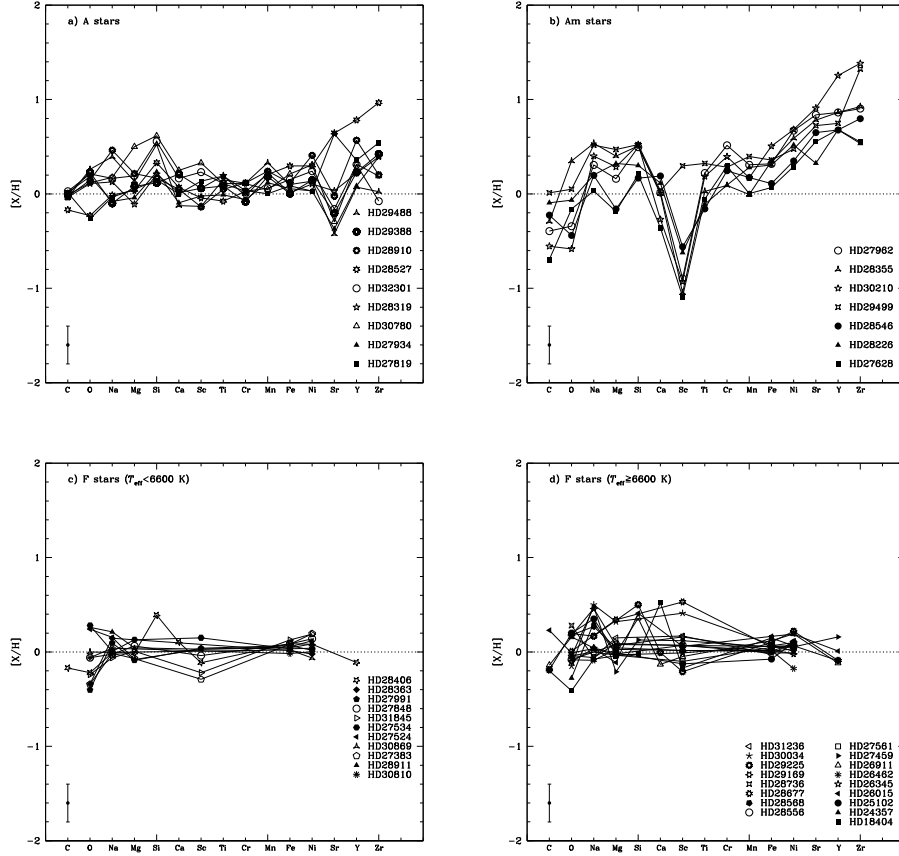 a) A stars
[X/H]
2
1
0
-1
-2
HD29488
HD29388
HD28910
HD28527
HD32301
HD28319
HD30780
HD27934
HD27819
C O Na Mg Si Ca Sc Ti Cr Mn Fe Ni Sr Y Zr
b) Am stars
[X/H]
2
1
0
-1
-2
HD27962
HD28355
HD30210
HD29499
HD28546
HD28226
HD27628
C O Na Mg Si Ca Sc Ti Cr Mn Fe Ni Sr Y Zr
c) F stars (Teff<6600 K)
[X/H]
2
1
0
-1
-2
HD28406
HD28363
HD27991
HD27848
HD31845
HD27534
HD27524
HD30869
HD27383
HD28911
HD30810
C O Na Mg Si Ca Sc Ti Cr Mn Fe Ni Sr Y Zr
d) F stars (Teff≥6600 K)
[X/H]
2
1
0
-1
-2
HD31236 HD27561
HD30034 HD27459
HD29225 HD26911
HD29169 HD26462
HD28736 HD26345
HD28677 HD26015
HD28568 HD25102
HD28556 HD24357
HD18404
C O Na Mg Si Ca Sc Ti Cr Mn Fe Ni Sr Y Zr